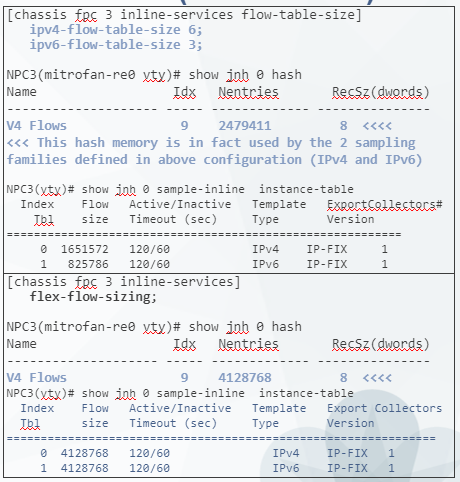 [chassis fpc 3 inline-services flow-table-size]
ipv4-flow-table-size 6;
ipv6-flow-table-size 3;
NPC3(mitrofan-re0 vty)# show jnh 0 hash
Name Idx Nentries RecSz(dwords)
------------------- ----- --------------- -----------------
V4 Flows 9 2479411 8 <<<<
<<< This hash memory is in fact used by the 2 sampling
families defined in above configuration (IPv4 and IPv6)
NPC3(vty)# show jnh 0 sample-inline instance-table
Index Flow Active/Inactive Template ExportCollectors#
Tbl size Timeout (sec) Type Version
=========================================================
0 1651572 120/60 IPv4 IP-FIX 1
1 825786 120/60 IPv6 IP-FIX 1
[chassis fpc 3 inline-services]
flex-flow-sizing;
NPC3(mitrofan-re0 vty)# show jnh 0 hash
Name Idx Nentries RecSz(dwords)
------------------- ----- --------------- -----------------
V4 Flows 9 4128768 8 <<<<
NPC3(vty)# show jnh 0 sample-inline instance-table
Index Flow Active/Inactive Template Export Collectors
Tbl size Timeout (sec) Type Version
==============================================================
0 4128768 120/60 IPv4 IP-FIX 1
1 4128768 120/60 IPv6 IP-FIX 1